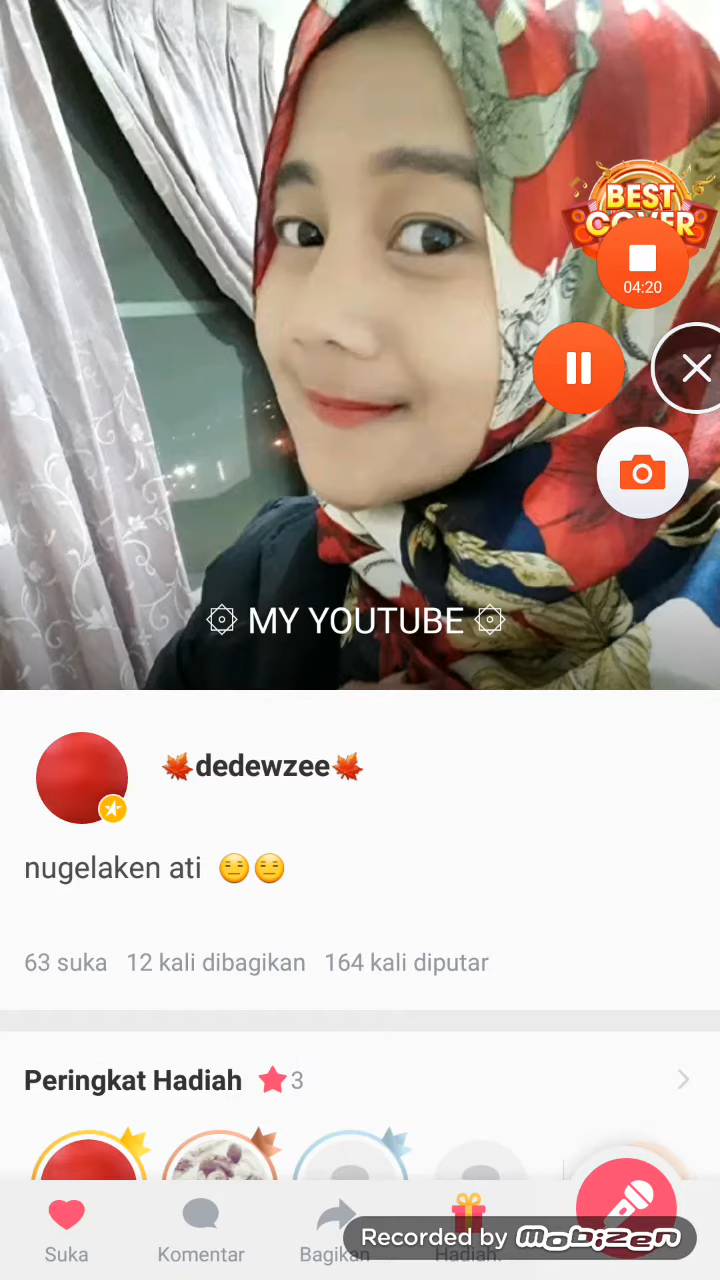 BEST
COVER
04:20
۞ MY YOUTUBE ۞
🍁dedewzee🍁
nugelaken ati 😑😑
63 suka 12 kali dibagikan 164 kali diputar
Peringkat Hadiah 3
Suka Komentar Bagikan Hadiah
Recorded by mobizen